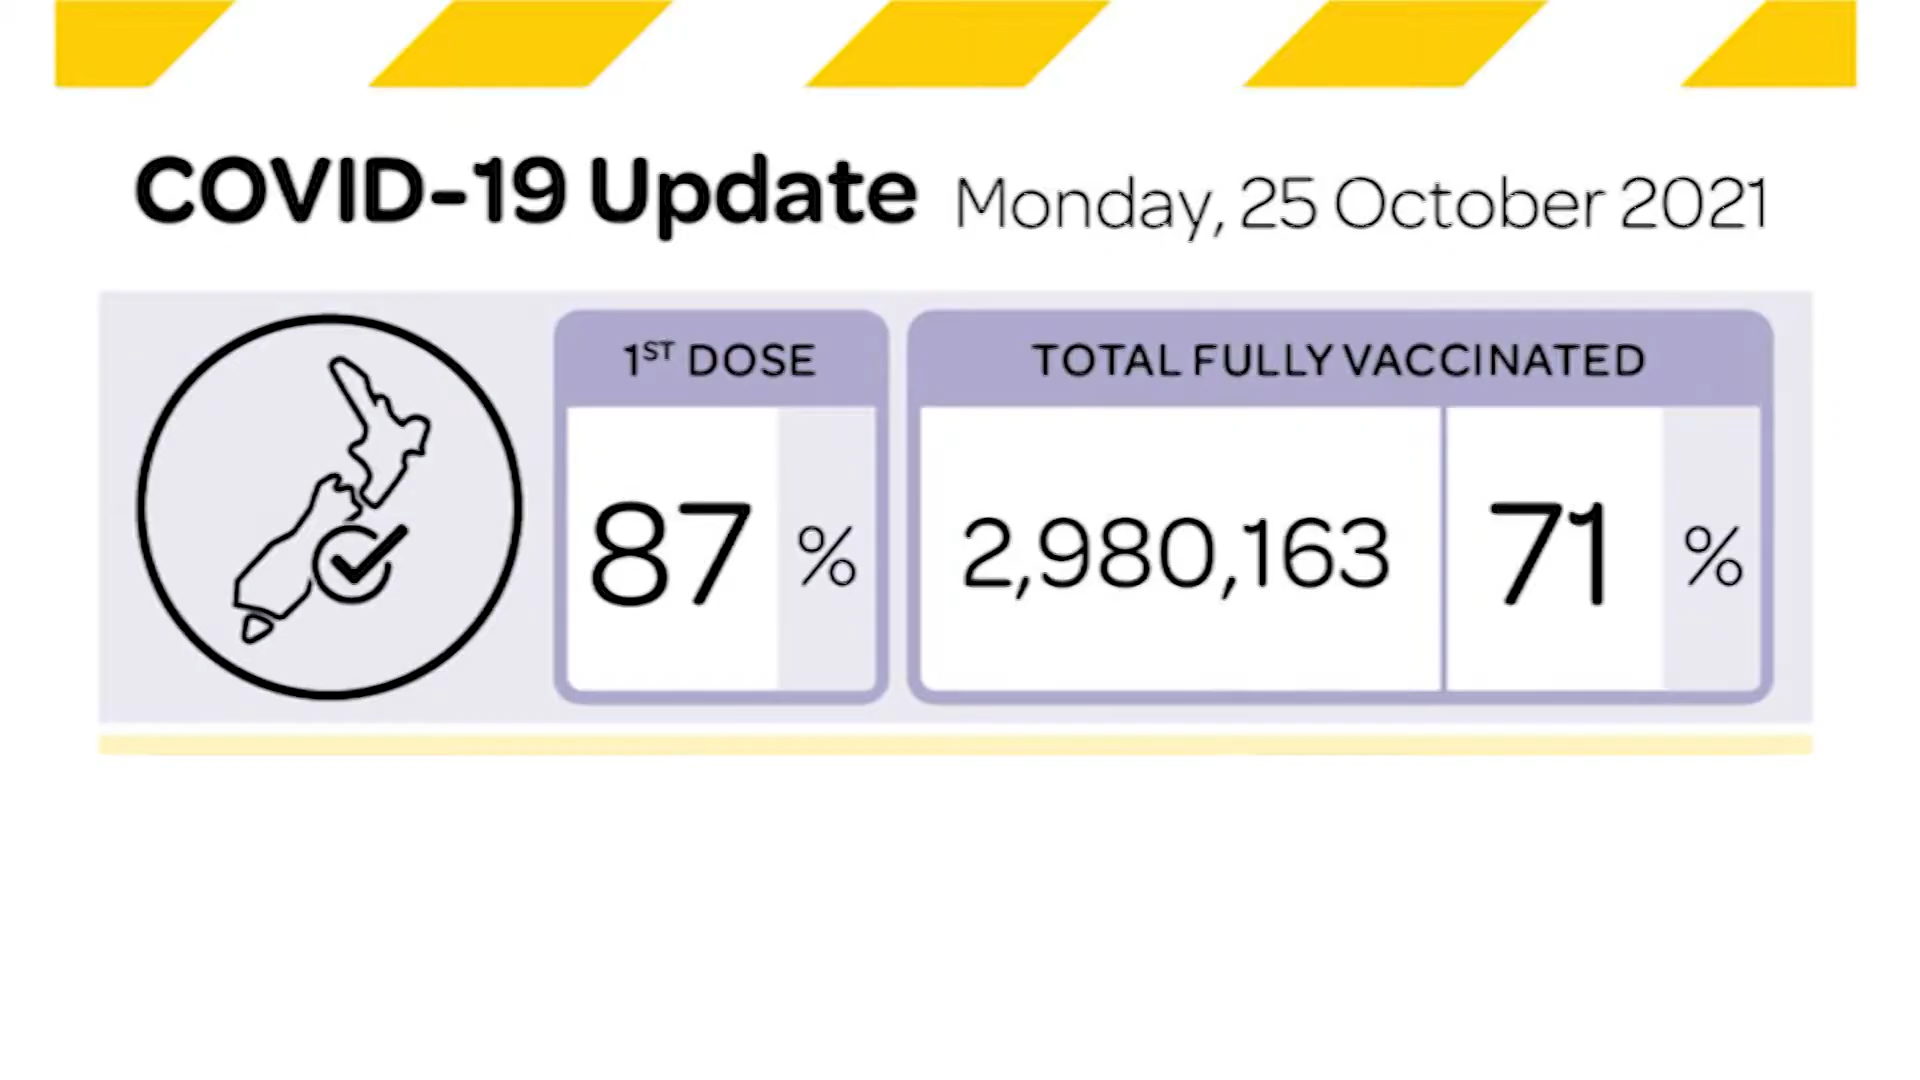 COVID-19 Update Monday, 25 October 2021
1ST DOSE
87 %
TOTAL FULLY VACCINATED
2,980,163 71 %